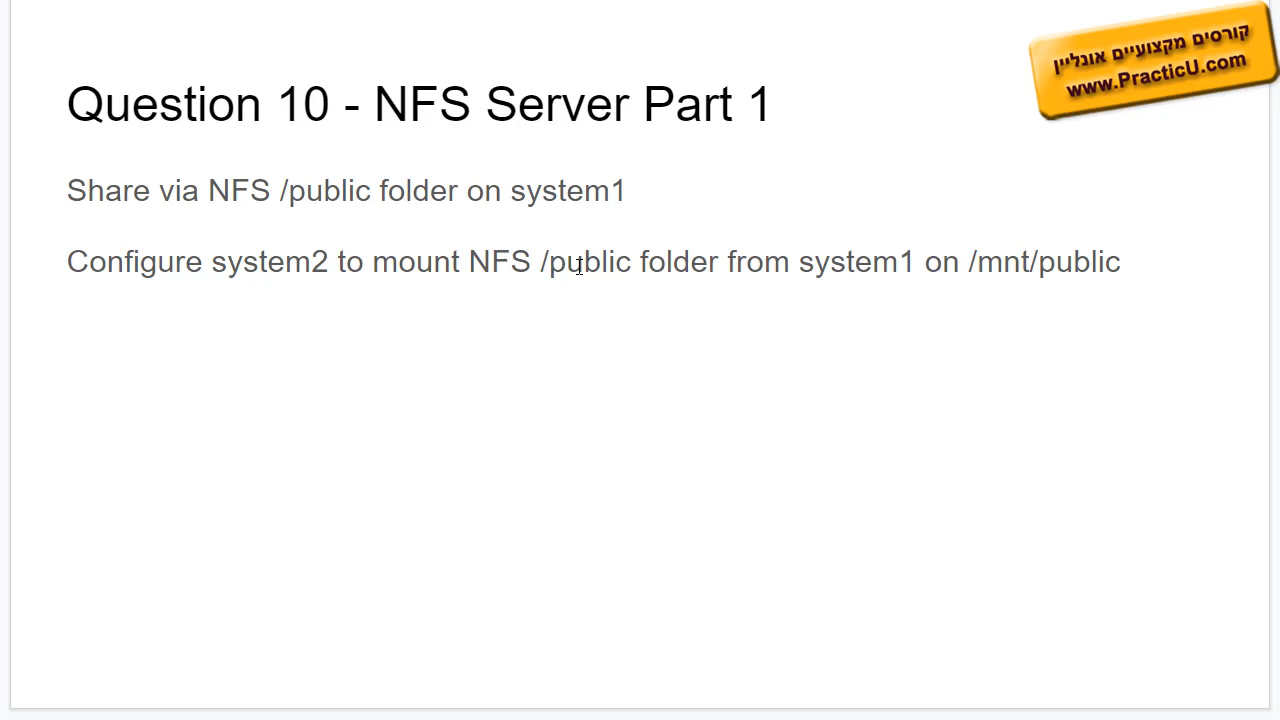 קורסים מקצועיים אונליין
www.PracticU.com
Question 10 - NFS Server Part 1
Share via NFS /public folder on system1
Configure system2 to mount NFS /public folder from system1 on /mnt/public